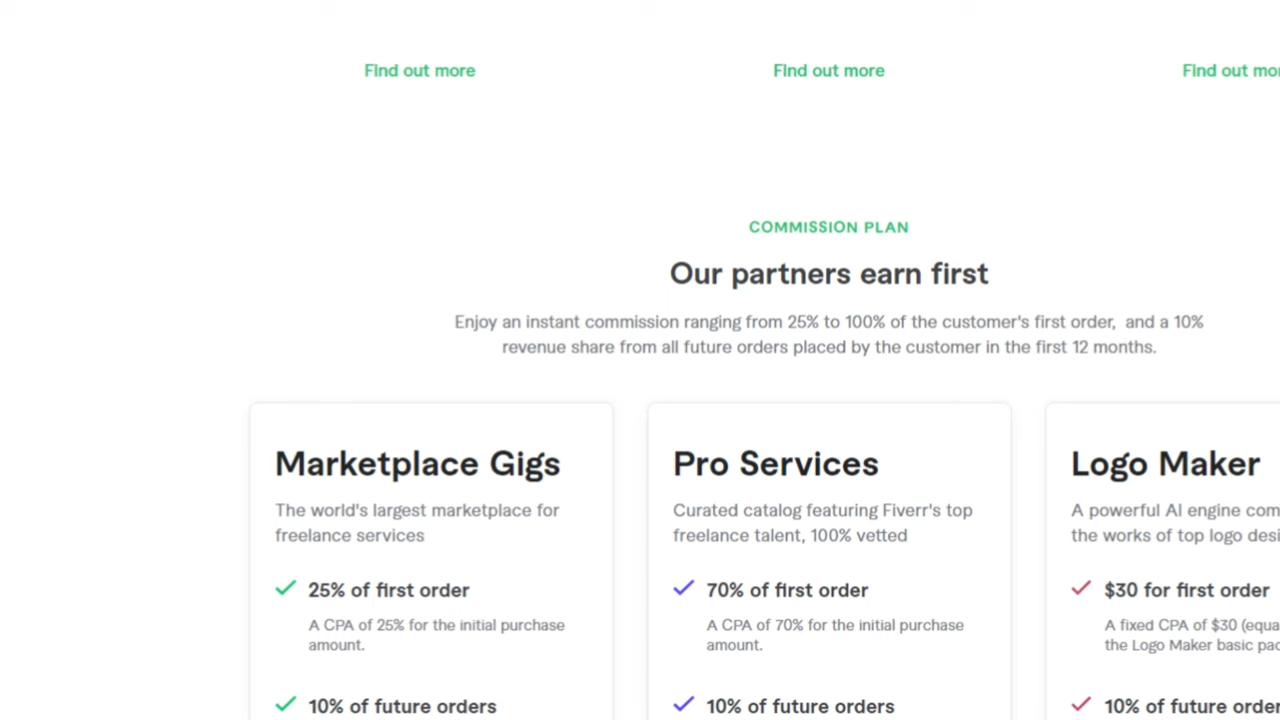 Find out more
Find out more
Find out
COMMISSION PLAN
Our partners earn first
Enjoy an instant commission ranging from 25% to 100% of the customer's first order, and a 10%
revenue share from all future orders placed by the customer in the first 12 months.
Marketplace Gigs
The world's largest marketplace for
freelance services
25% of first order
A CPA of 25% for the initial purchase
amount.
10% of future orders
Pro Services
Curated catalog featuring Fiverr's top
freelance talent, 100% vetted
70% of first order
A CPA of 70% for the initial purchase
amount.
10% of future orders
Logo Maker
A powerful AI engine
the works of top logo
$30 for first order
A fixed CPA of $30
the Logo Maker basic
10% of future